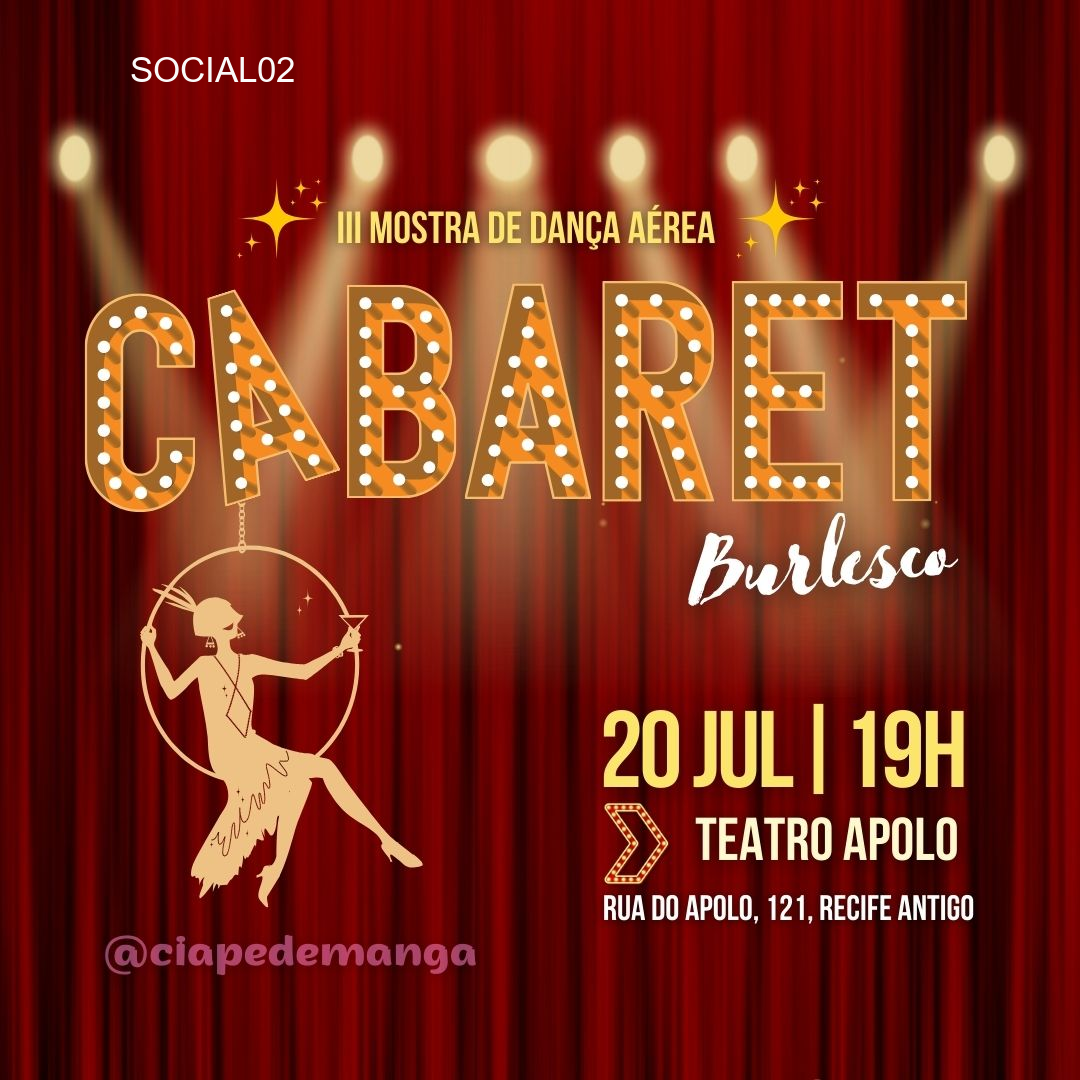 SOCIAL02
III MOSTRA DE DANÇA AÉREA
CABARET
Burlesco
20 JUL | 19H
TEATRO APOLO
RUA DO APOLO, 121, RECIFE ANTIGO
@ciapedemanga